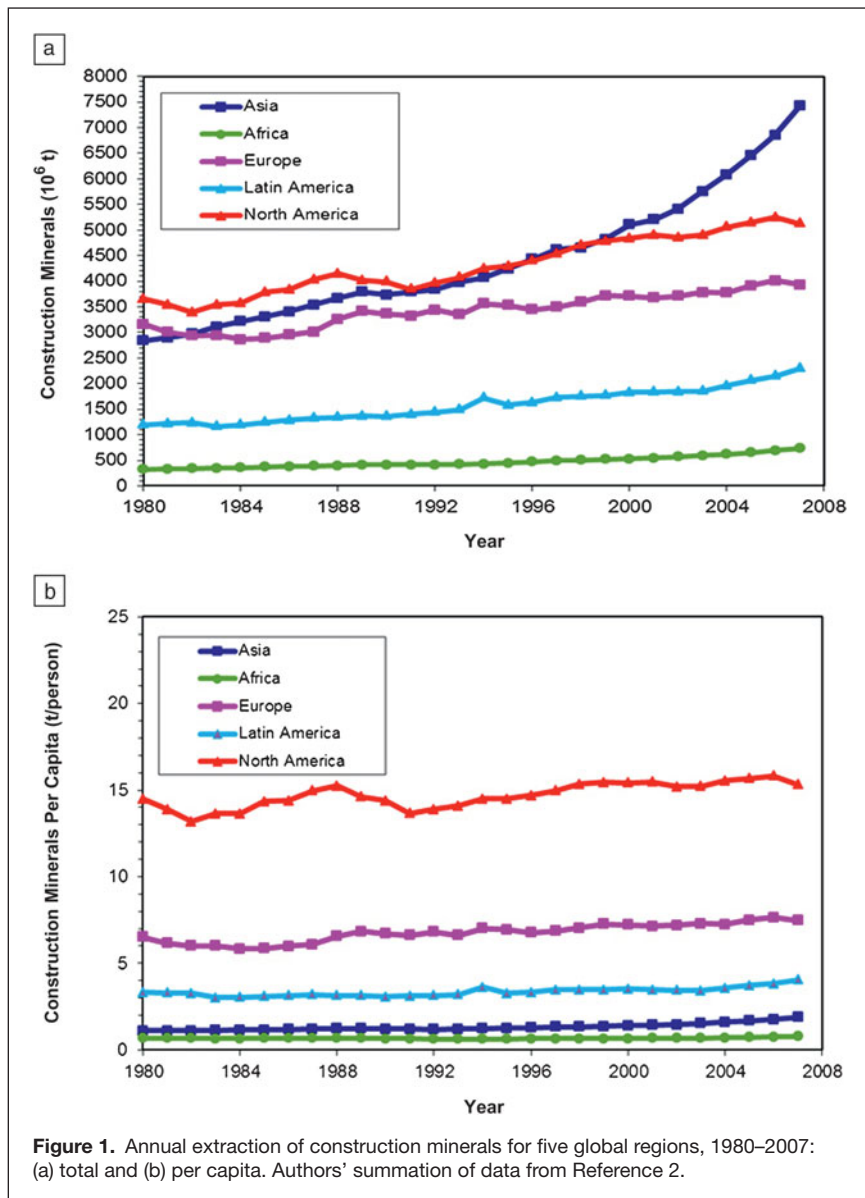 a
8000
7500
7000
6500
6000
5500
5000
4500
4000
3500
3000
2500
2000
1500
1000
500
0
Construction Minerals (10⁶ t)
Asia
Africa
Europe
Latin America
North America
1980 1984 1988 1992 1996 2000 2004 2008
Year
b
25
20
15
10
5
0
Construction Minerals Per Capita (t/person)
Asia
Africa
Europe
Latin America
North America
1980 1984 1988 1992 1996 2000 2004 2008
Year
Figure 1. Annual extraction of construction minerals for five global regions, 1980–2007:
(a) total and (b) per capita. Authors’ summation of data from Reference 2.